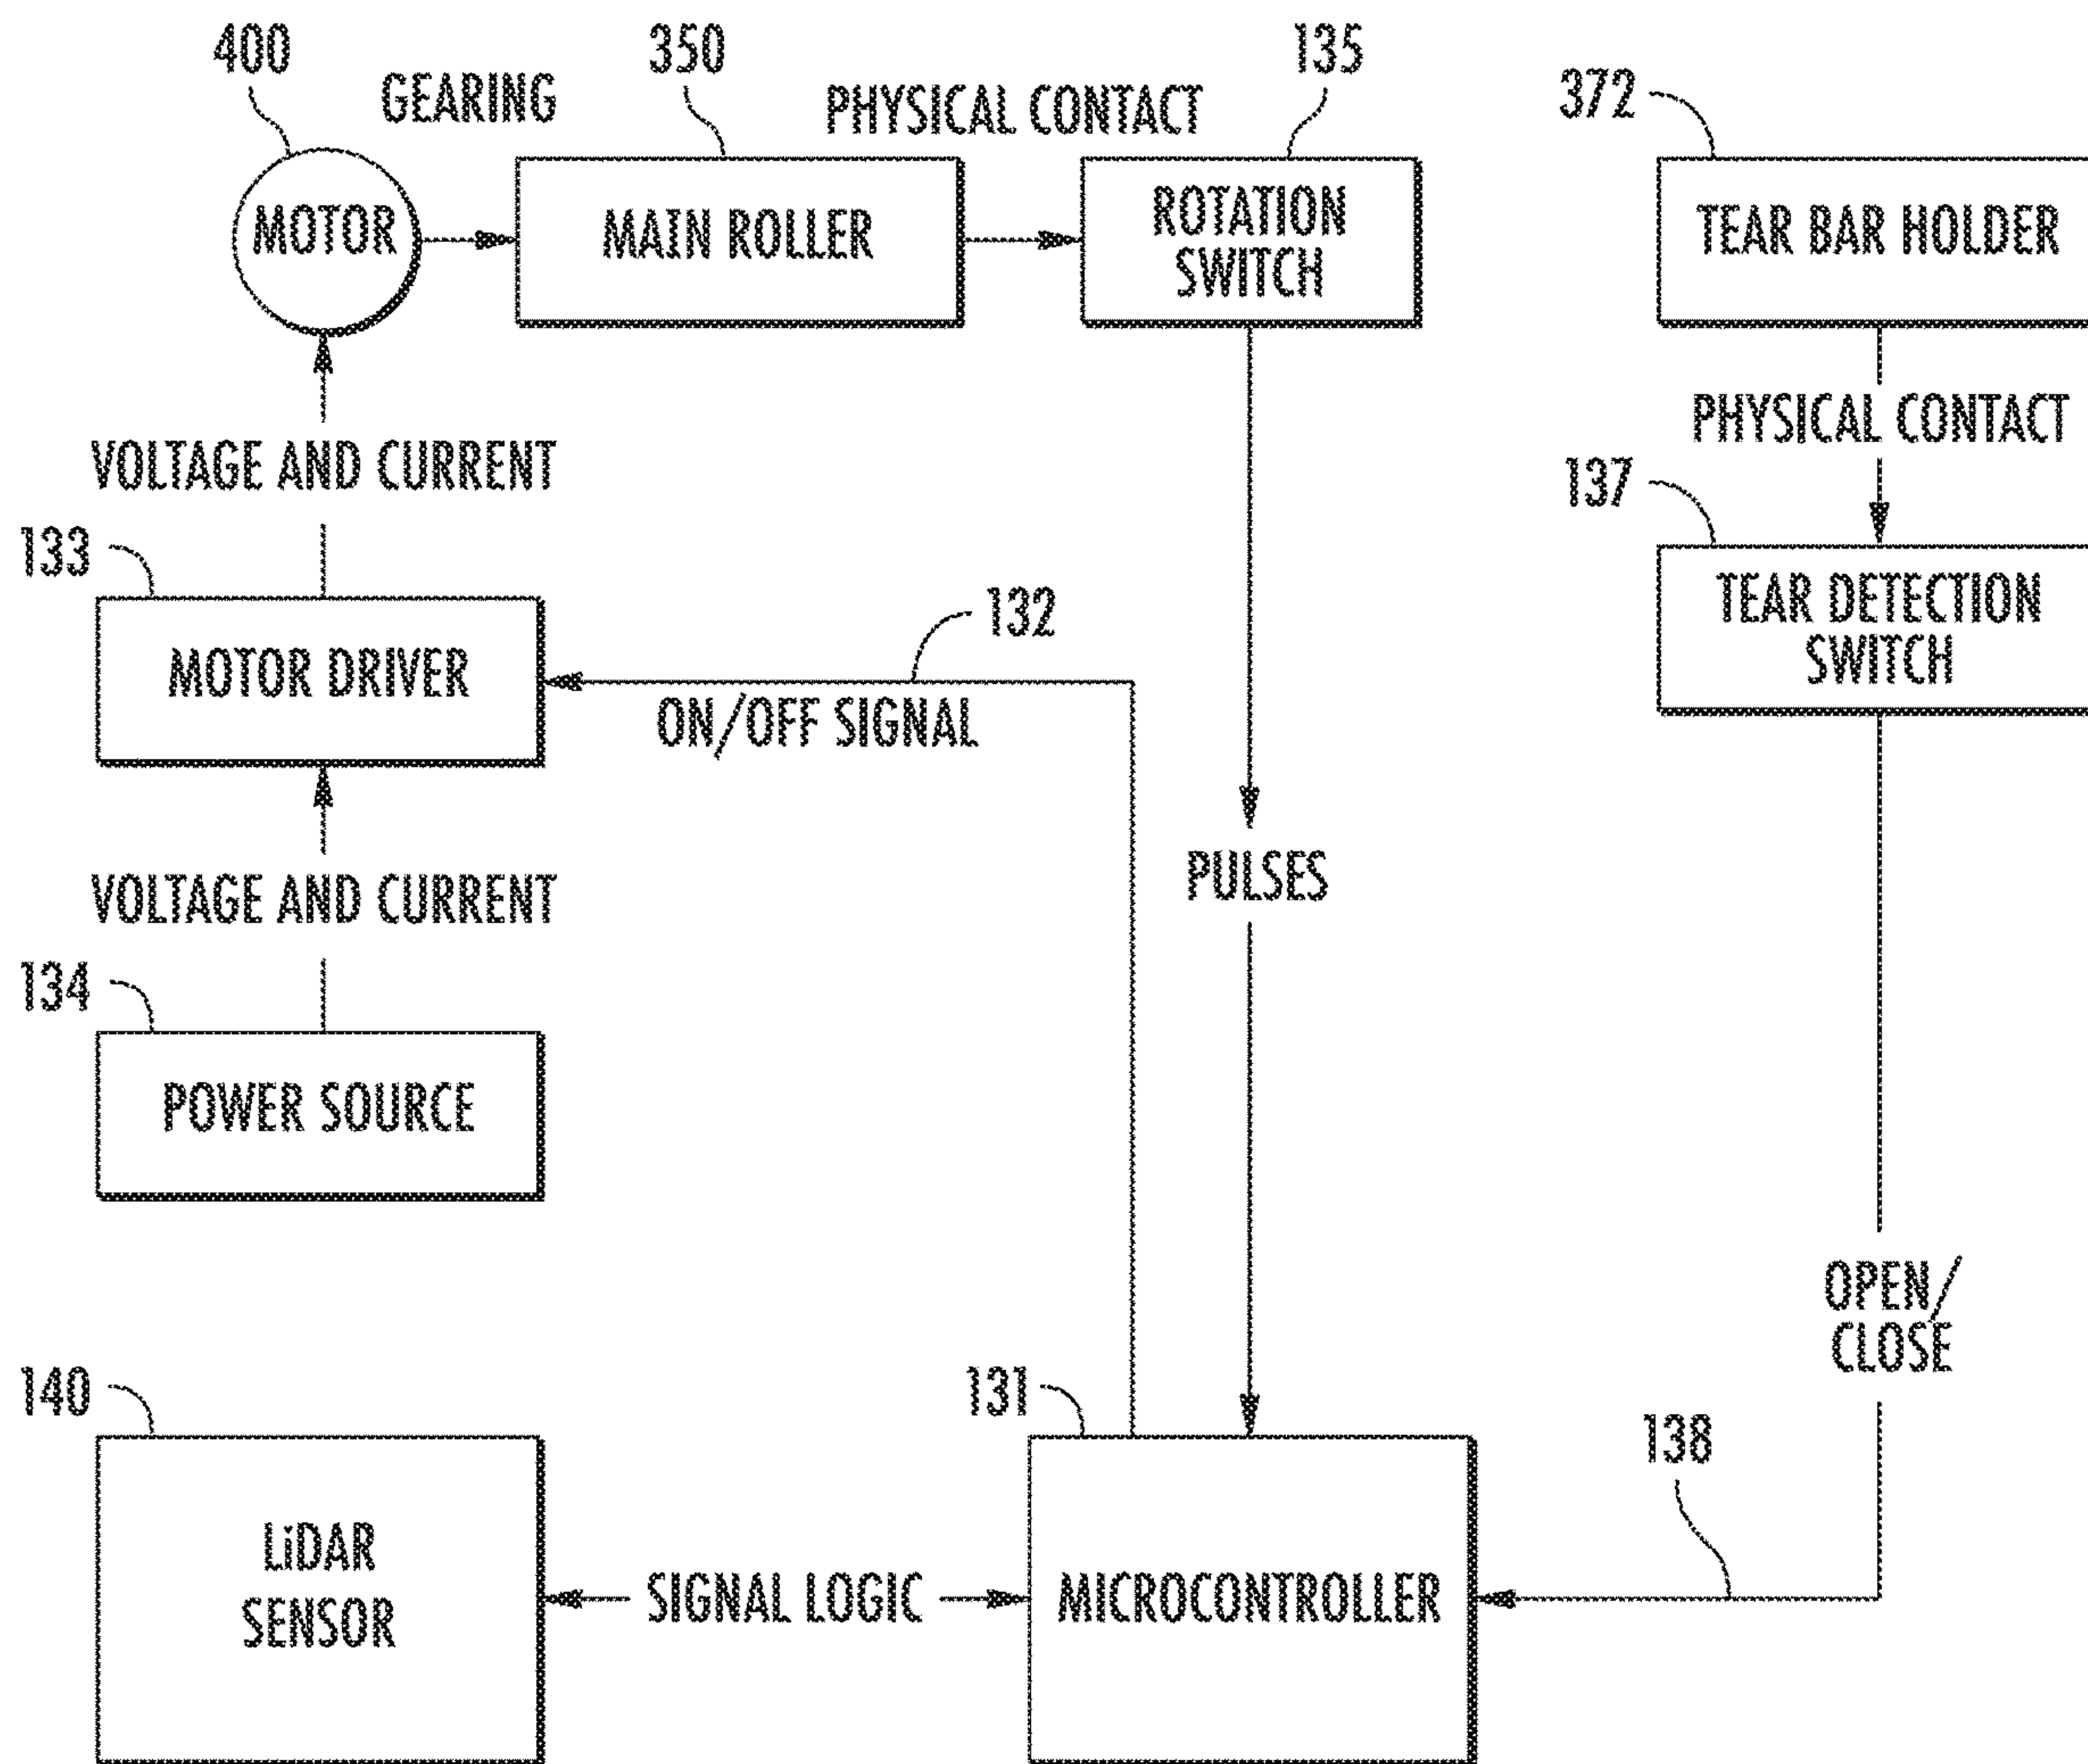 400
GEARING
350
PHYSICAL CONTACT
135
372
MOTOR
MAIN ROLLER
ROTATION
SWITCH
TEAR BAR HOLDER
VOLTAGE AND CURRENT
PHYSICAL CONTACT
137
133
MOTOR DRIVER
132
ON/OFF SIGNAL
TEAR DETECTION
SWITCH
VOLTAGE AND CURRENT
PULSES
134
POWER SOURCE
OPEN/
CLOSE
140
131
138
LiDAR
SENSOR
SIGNAL LOGIC
MICROCONTROLLER